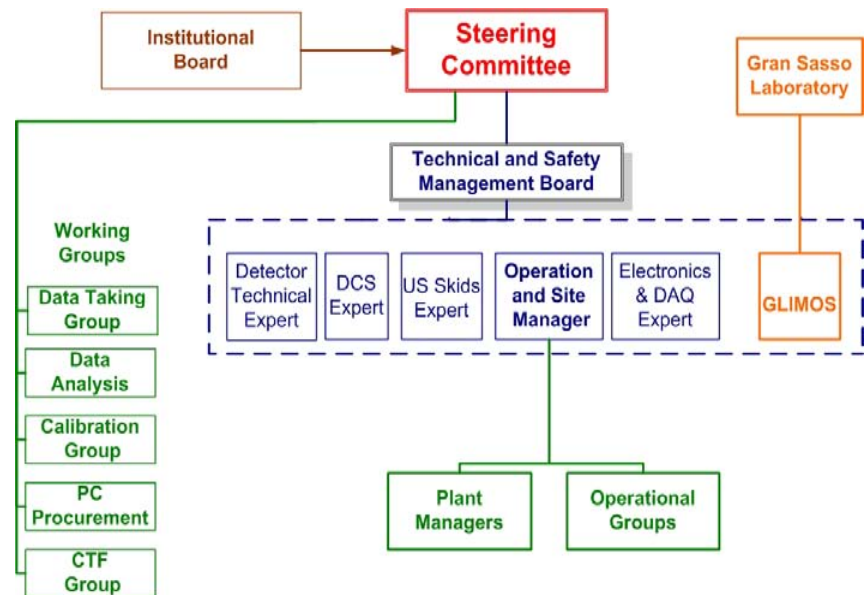 Institutional
Board
Steering
Committee
Gran Sasso
Laboratory
Technical and Safety
Management Board
Working
Groups
Data Taking
Group
Data
Analysis
Calibration
Group
PC
Procurement
CTF
Group
Detector
Technical
Expert
DCS
Expert
US Skids
Expert
Operation
and Site
Manager
Electronics
& DAQ
Expert
GLIMOS
Plant
Managers
Operational
Groups